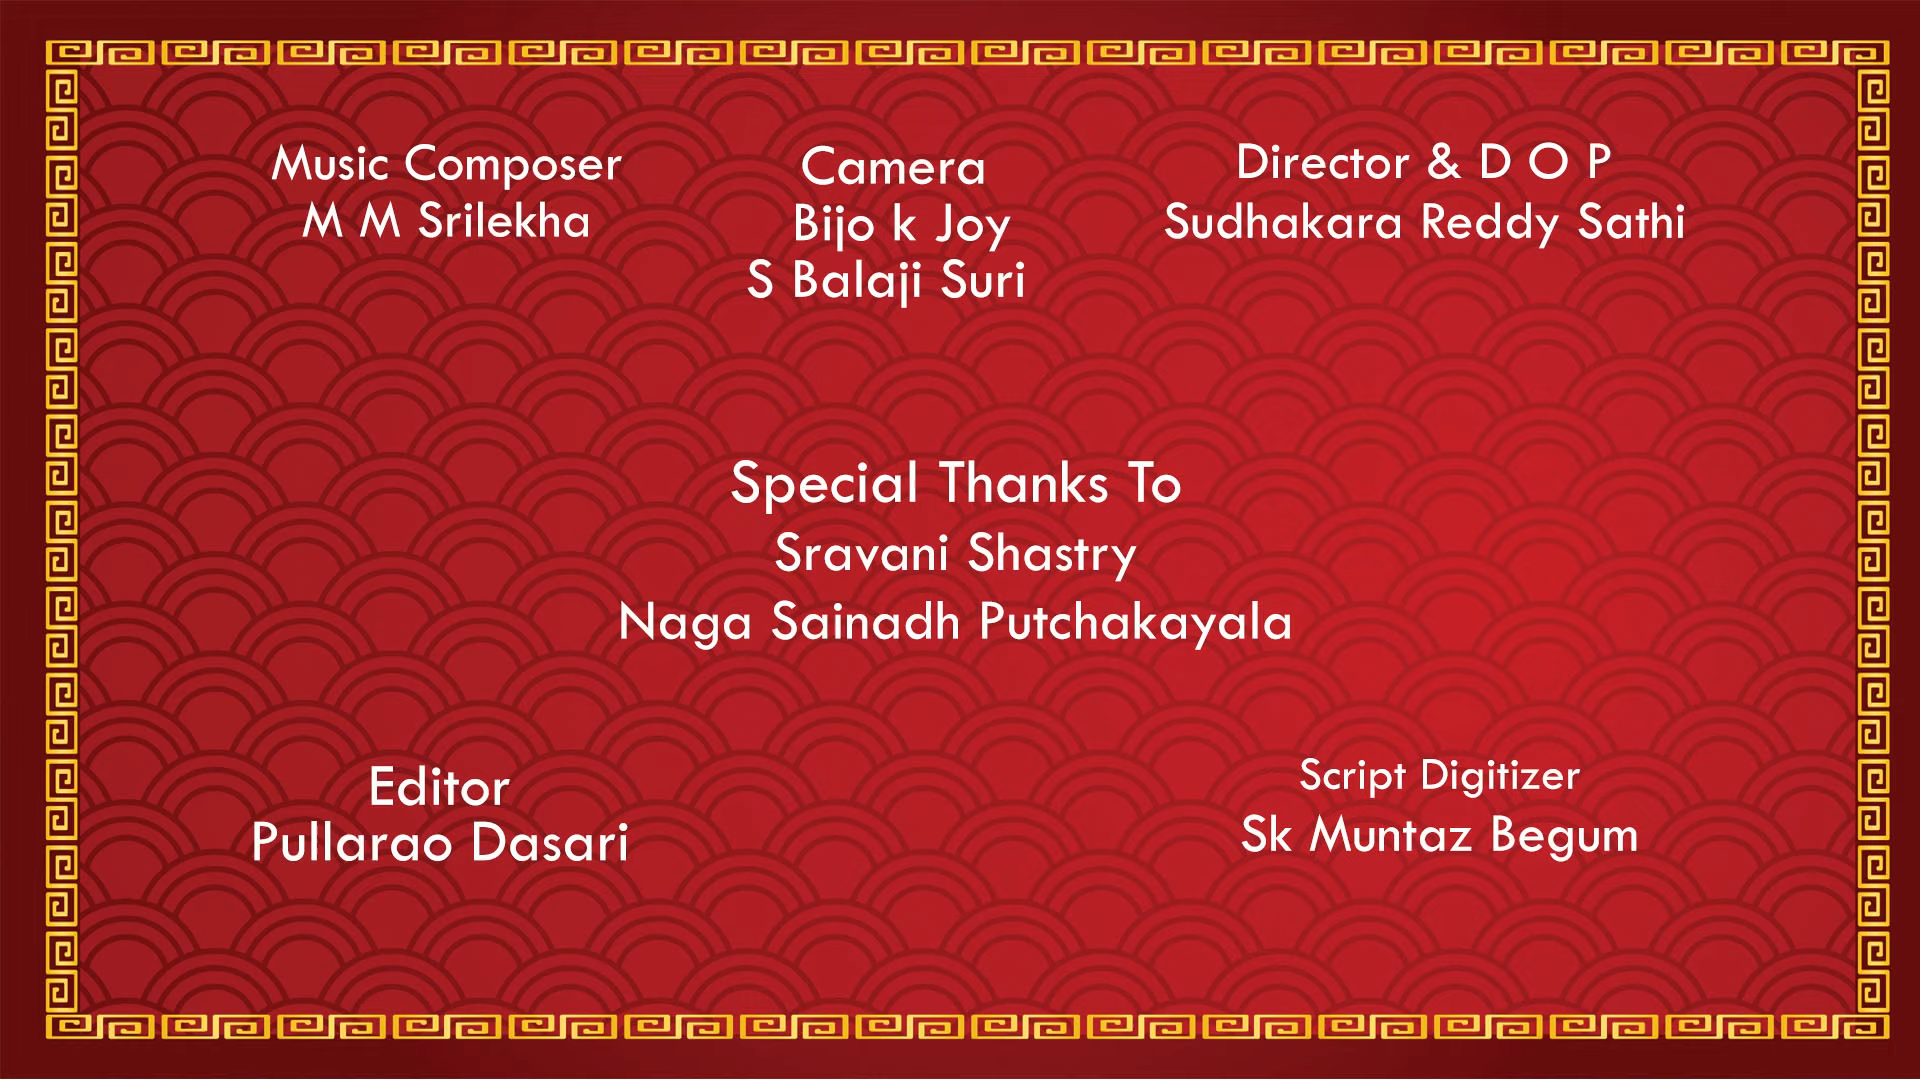 Music Composer
M M Srilekha
Camera
Bijo k Joy
S Balaji Suri
Director & D O P
Sudhakara Reddy Sathi
Special Thanks To
Sravani Shastry
Naga Sainadh Putchakayala
Editor
Pullarao Dasari
Script Digitizer
Sk Muntaz Begum